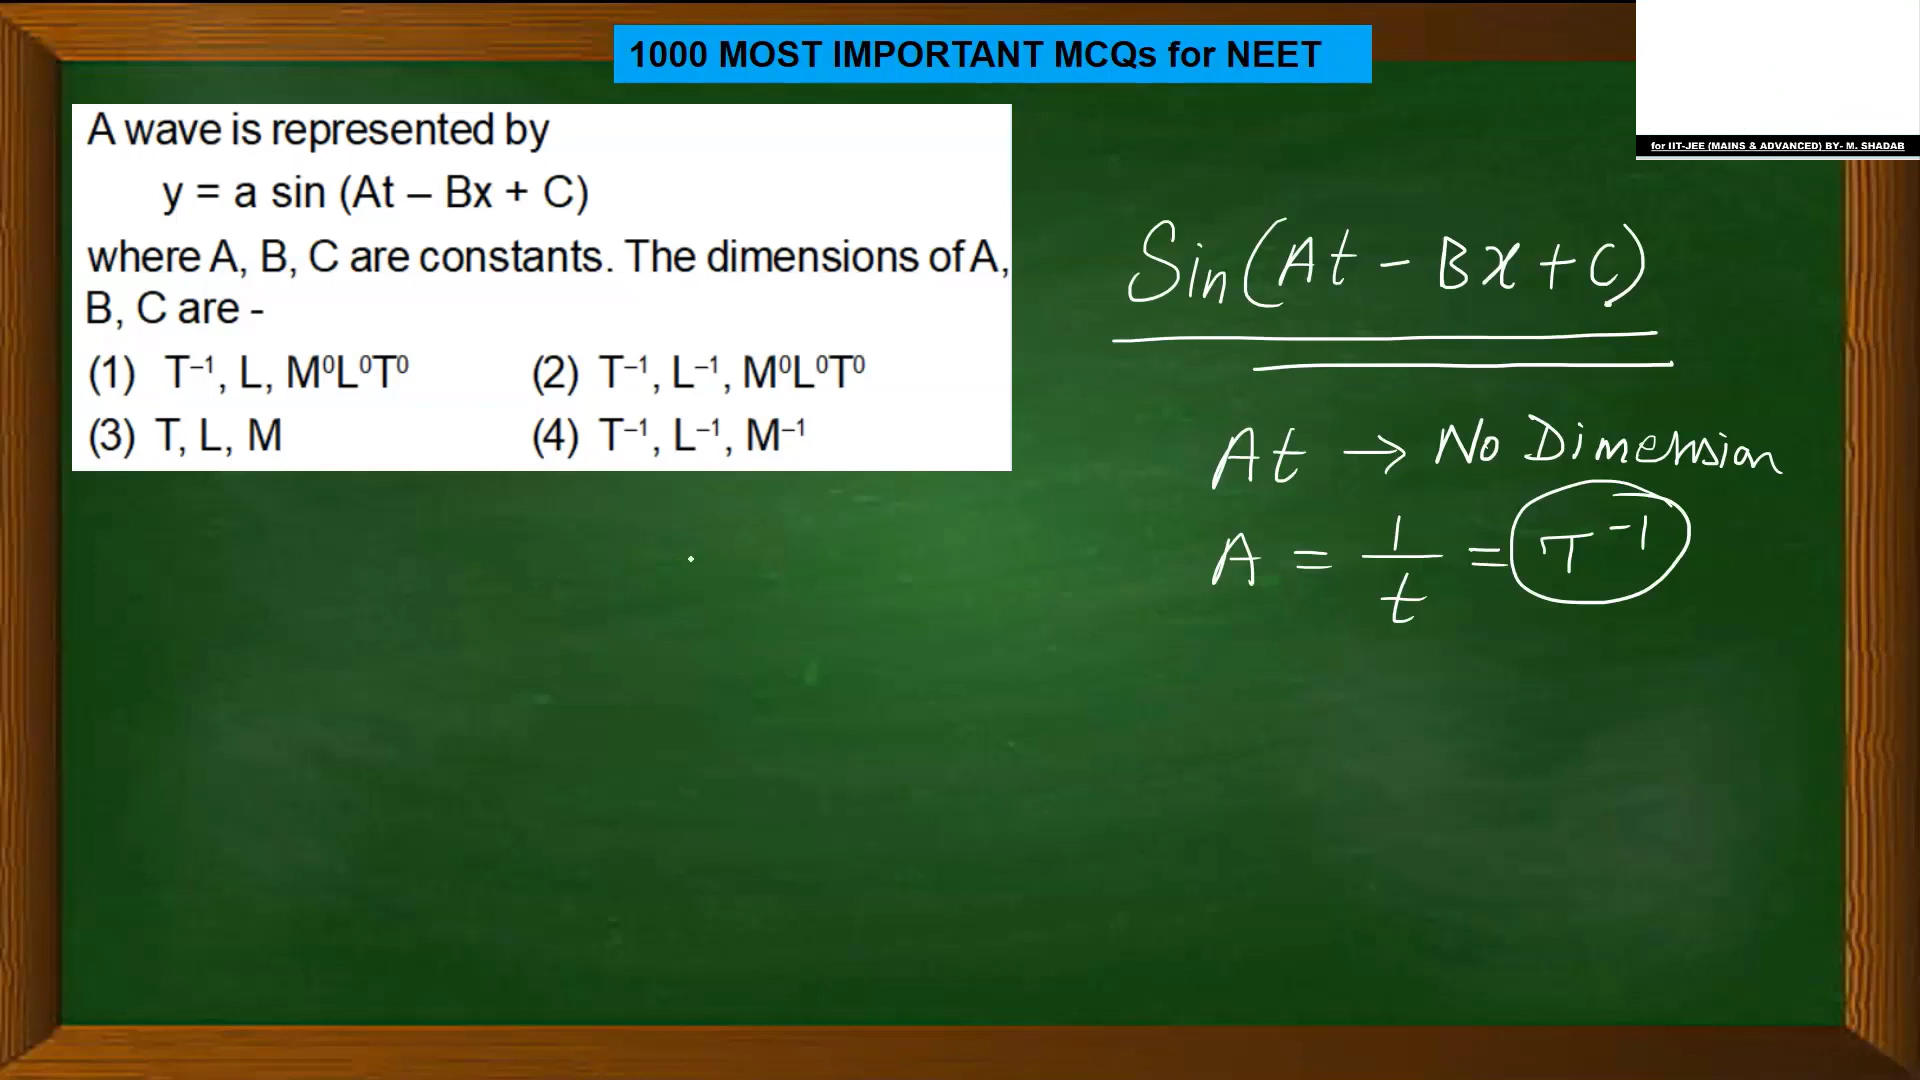 1000 MOST IMPORTANT MCQs for NEET
for IIT-JEE (MAINS & ADVANCED) BY- M. SHADAB
A wave is represented by
y = a sin (At – Bx + C)
where A, B, C are constants. The dimensions of A,
B, C are -
(1) T⁻¹, L, M⁰L⁰T⁰ (2) T⁻¹, L⁻¹, M⁰L⁰T⁰
(3) T, L, M (4) T⁻¹, L⁻¹, M⁻¹
Sin(At - Bx + C)
At → No Dimension
A = 1/t = T⁻¹